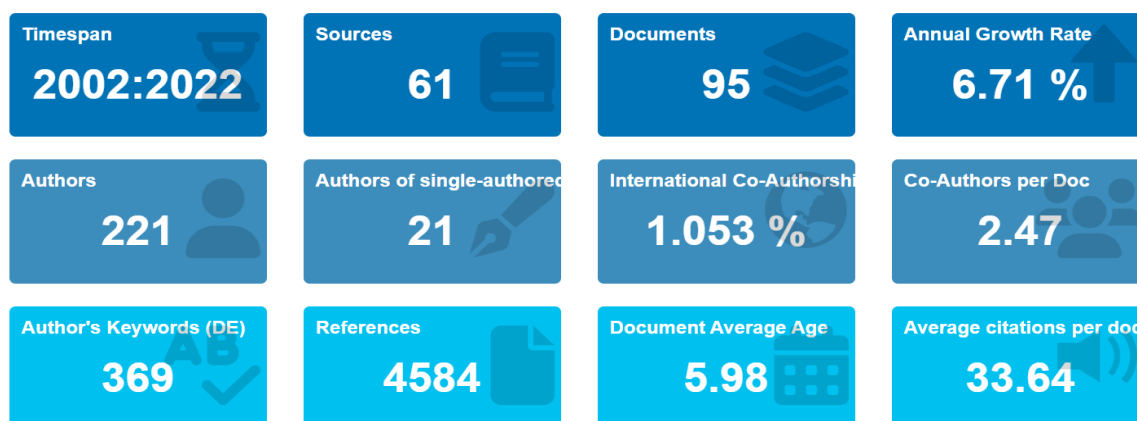 Timespan
2002:2022
Sources
61
Documents
95
Annual Growth Rate
6.71 %
Authors
221
Authors of single-authored
21
International Co-Authorshi
1.053 %
Co-Authors per Doc
2.47
Author's Keywords (DE)
369
References
4584
Document Average Age
5.98
Average citations per doc
33.64